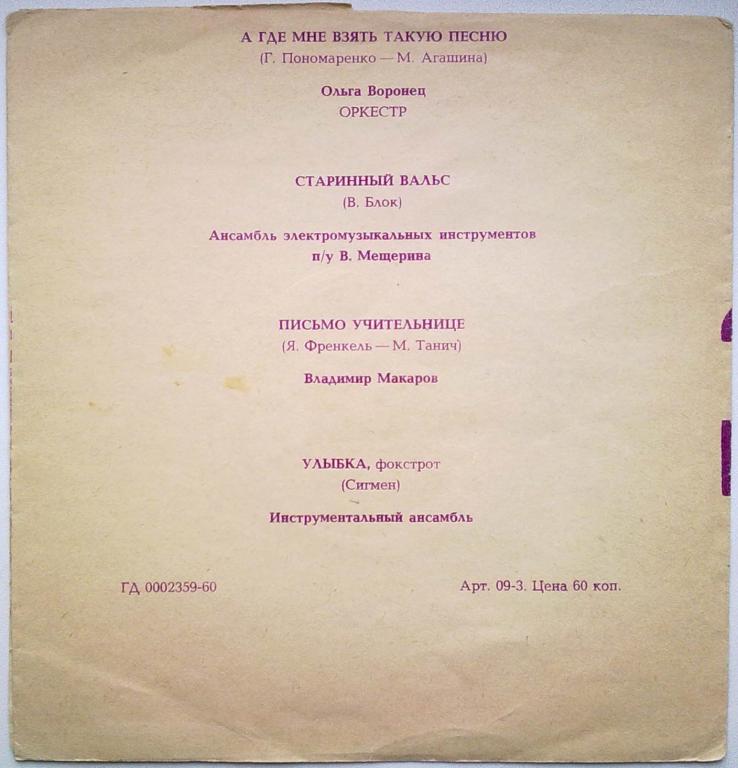 А ГДЕ МНЕ ВЗЯТЬ ТАКУЮ ПЕСНЮ
(Г. Пономаренко — М. Агашина)
Ольга Воронец
ОРКЕСТР
СТАРИННЫЙ ВАЛЬС
(В. Блок)
Ансамбль электромузыкальных инструментов
п/у В. Мещерина
ПИСЬМО УЧИТЕЛЬНИЦЕ
(Я. Френкель — М. Танич)
Владимир Макаров
УЛЫБКА, фокстрот
(Сигмен)
Инструментальный ансамбль
ГД 0002359-60 Арт. 09-3. Цена 60 коп.